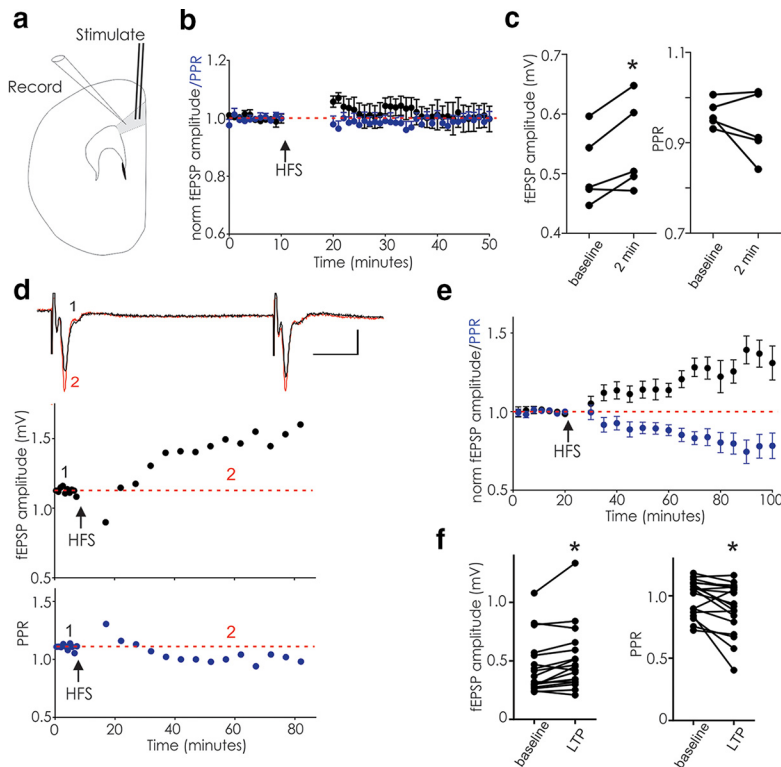 a
Stimulate
Record
b
norm fEPSP amplitude/PPR
1.2
1.0
0.8
0.6
HFS
0 10 20 30 40 50
Time (minutes)
c
fEPSP amplitude (mV)
0.7
0.6
0.5
0.4
*
baseline
2 min
PPR
1.1
0.9
0.7
baseline
2 min
d
1
2
fEPSP amplitude (mV)
1.5
1.0
0.5
1
2
HFS
PPR
1.5
1.0
0.5
1
2
HFS
0 20 40 60 80
Time (minutes)
e
norm fEPSP amplitude/PPR
1.5
1.0
0.5
HFS
0 20 40 60 80 100
Time (minutes)
f
fEPSP amplitude (mV)
1.0
0.5
0
*
baseline
LTP
PPR
1.0
0.5
0
*
baseline
LTP